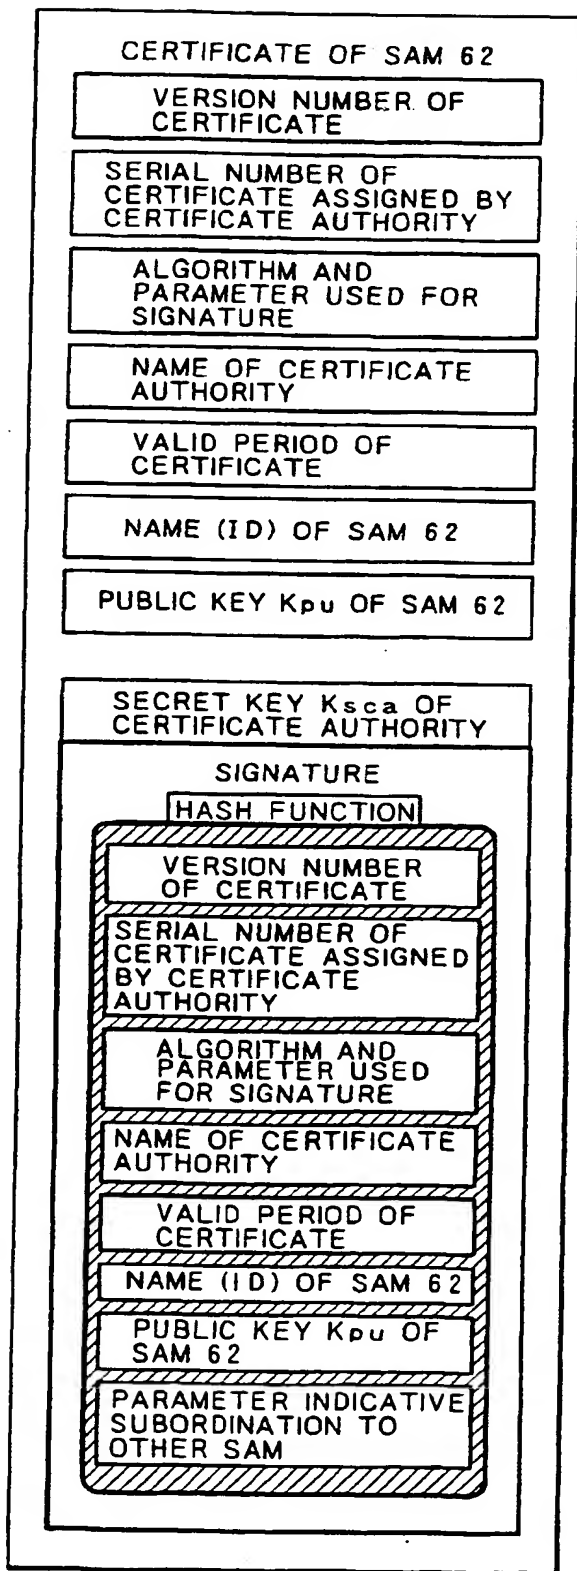 CERTIFICATE OF SAM 62
VERSION NUMBER OF
CERTIFICATE
SERIAL NUMBER OF
CERTIFICATE ASSIGNED BY
CERTIFICATE AUTHORITY
ALGORITHM AND
PARAMETER USED FOR
SIGNATURE
NAME OF CERTIFICATE
AUTHORITY
VALID PERIOD OF
CERTIFICATE
NAME (ID) OF SAM 62
PUBLIC KEY Kpu OF SAM 62
SECRET KEY Ksca OF
CERTIFICATE AUTHORITY
SIGNATURE
HASH FUNCTION
VERSION NUMBER
OF CERTIFICATE
SERIAL NUMBER OF
CERTIFICATE ASSIGNED
BY CERTIFICATE
AUTHORITY
ALGORITHM AND
PARAMETER USED
FOR SIGNATURE
NAME OF CERTIFICATE
AUTHORITY
VALID PERIOD OF
CERTIFICATE
NAME (ID) OF SAM 62
PUBLIC KEY Kpu OF
SAM 62
PARAMETER INDICATIVE
SUBORDINATION TO
OTHER SAM